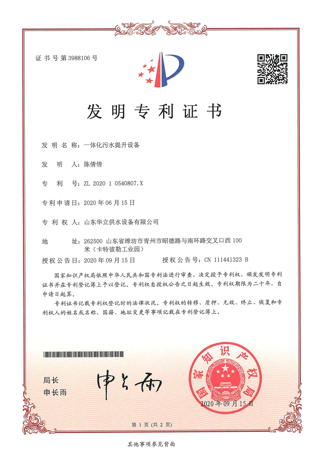 证书号第3988106号
发明专利证书
发 明 名 称：一体化污水提升设备
发 明 人：陈倩倩
专 利 号：ZL 2020 1 0540807.X
专利申请日：2020年06月15日
专 利 权 人：山东华立供水设备有限公司
地 址：262500 山东省潍坊市青州市昭德路与南环路交叉口西100
米（卡特彼勒工业园）
授权公告日：2020年09月15日 授权公告号：CN 111441323 B
国家知识产权局依照中华人民共和国专利法进行审查，决定授予专利权，颁发发明专利
证书并在专利登记簿上予以登记。专利权自授权公告之日起生效。专利权期限为二十年，自
申请日起算。
专利证书记载专利权登记时的法律状况。专利权的转移、质押、无效、终止、恢复和专
利权人的姓名或名称、国籍、地址变更等事项记载在专利登记簿上。
局长
申长雨
申长雨
国家知识产权局
2020年09月15日
第 1 页 (共 2 页)
其他事项参见背面